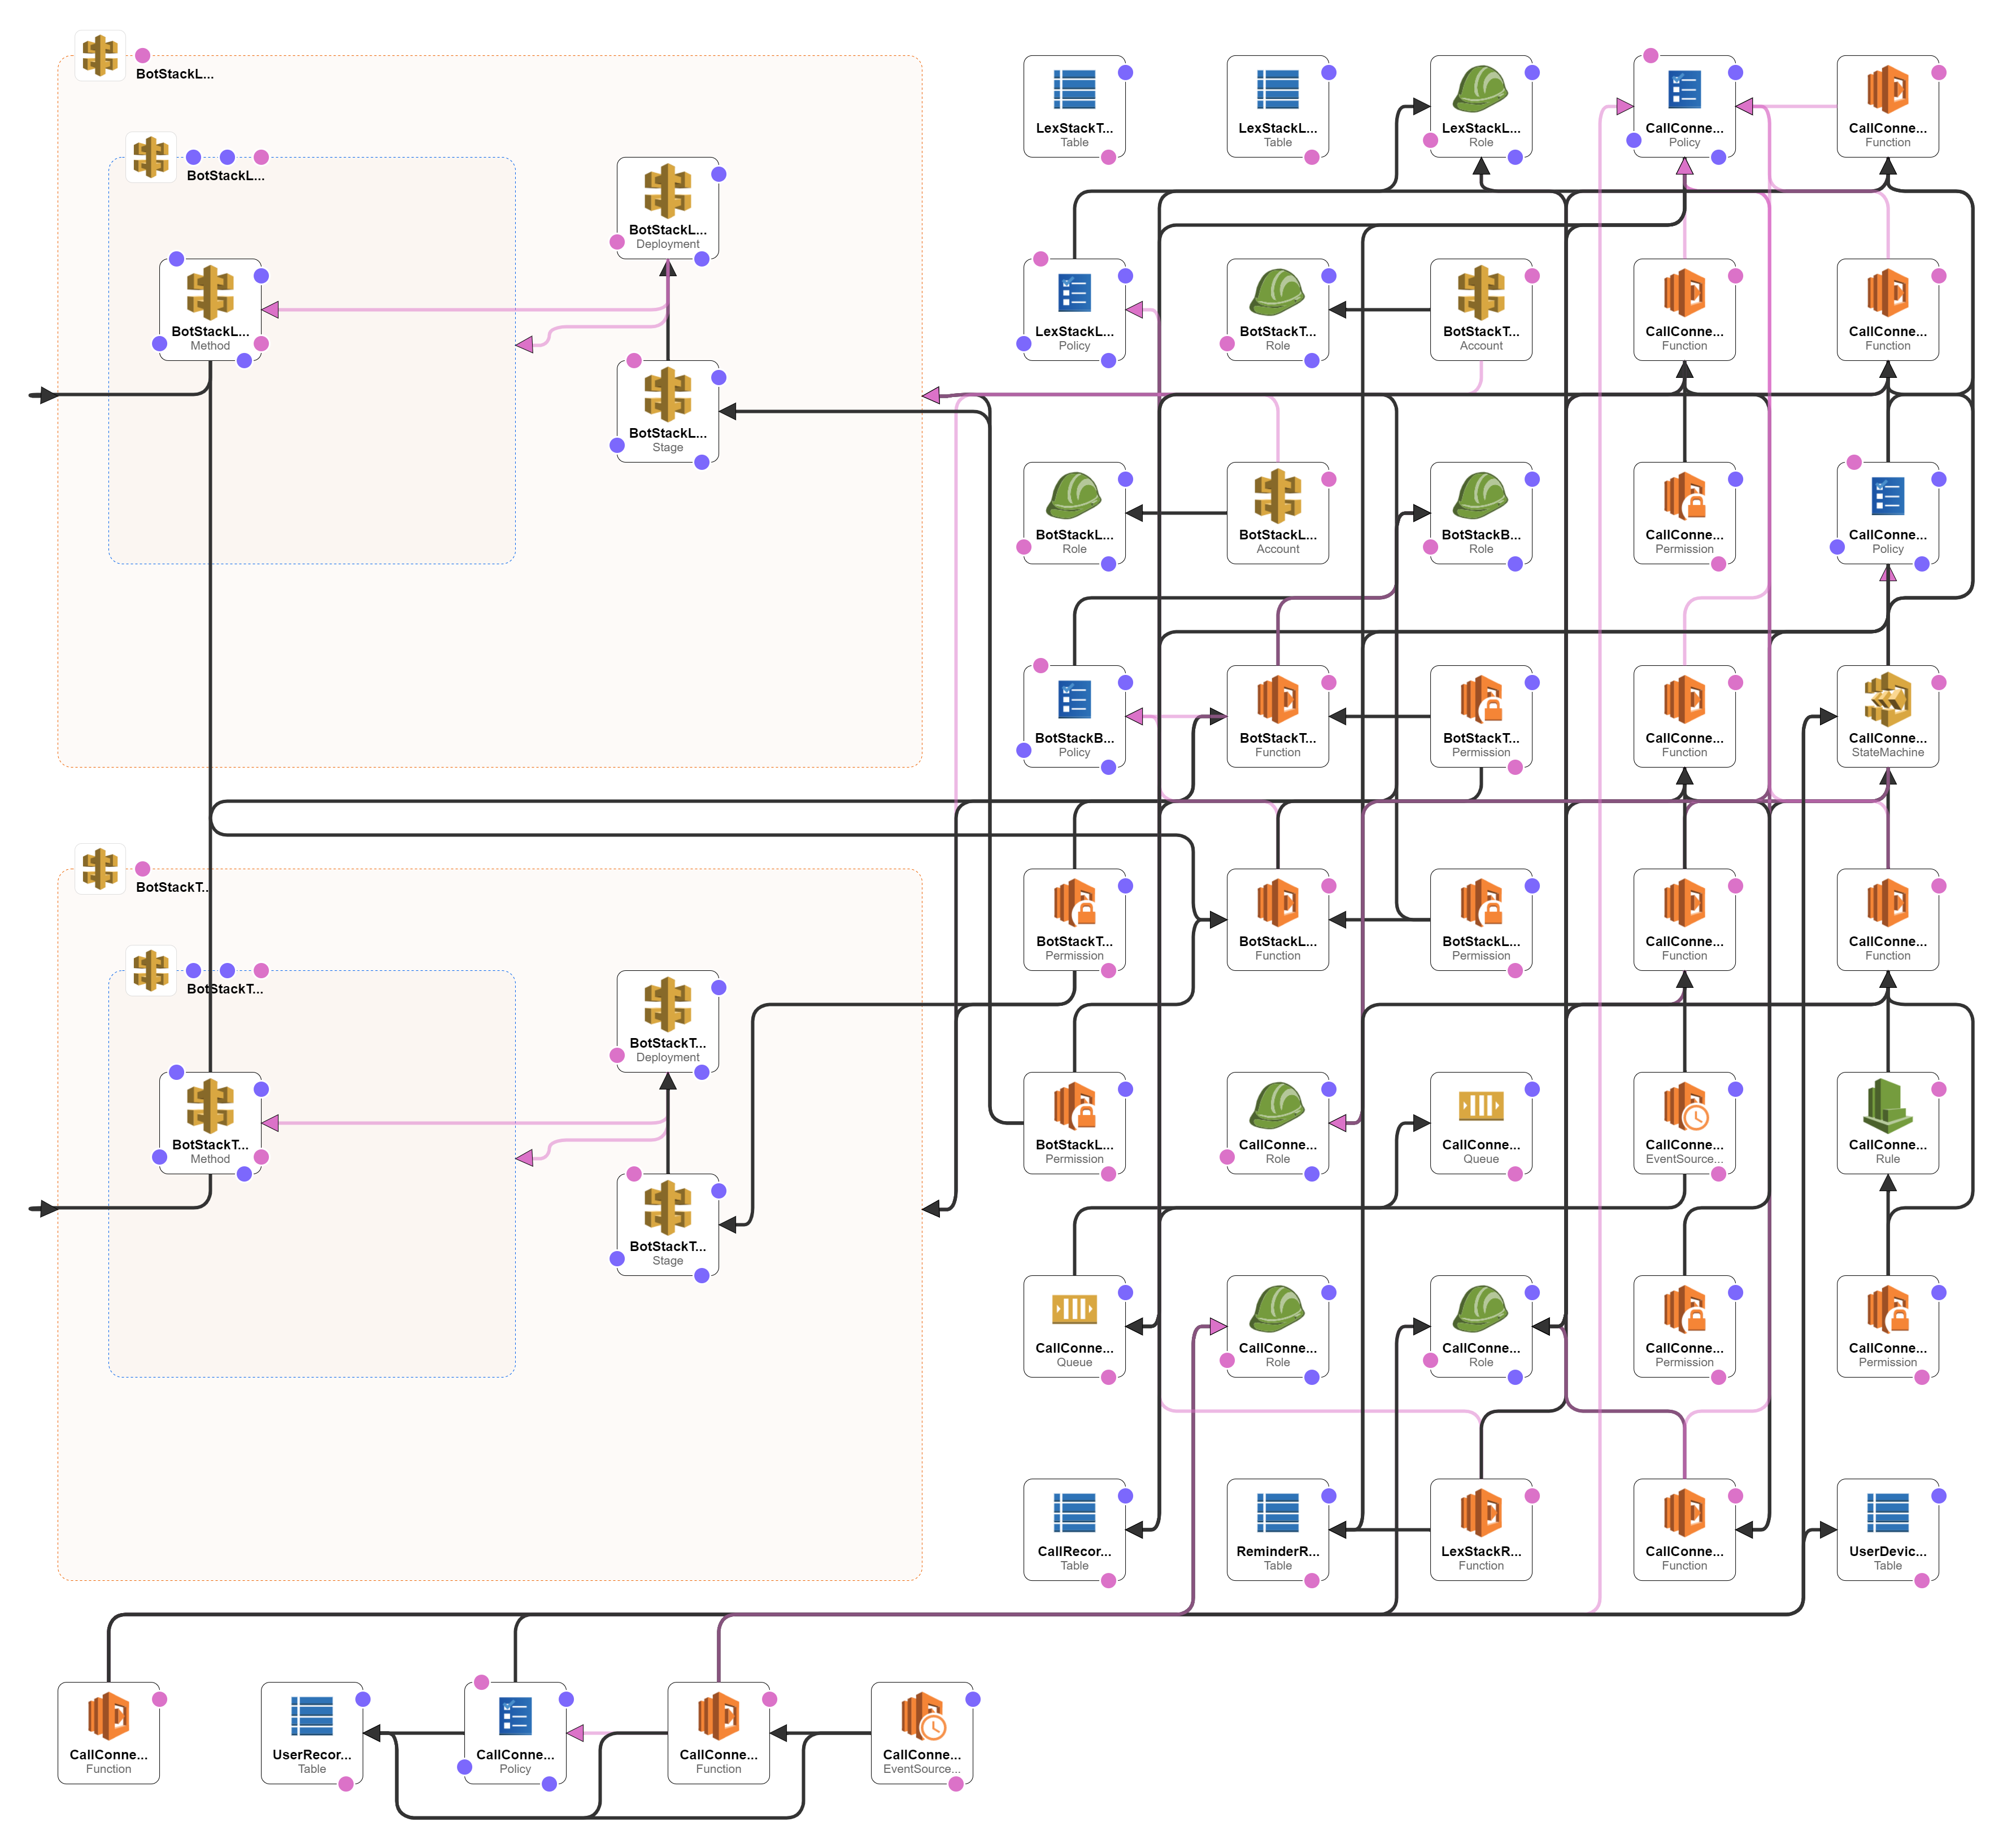 BotStackL...
BotStackL...
BotStackL...
Deployment
BotStackL...
Method
BotStackL...
Stage
LexStackT...
Table
LexStackL...
Table
LexStackL...
Role
CallConne...
Policy
CallConne...
Function
LexStackL...
Policy
BotStackT...
Role
BotStackT...
Account
CallConne...
Function
CallConne...
Function
BotStackL...
Role
BotStackL...
Account
BotStackB...
Role
CallConne...
Permission
CallConne...
Policy
BotStackB...
Policy
BotStackT...
Function
BotStackT...
Permission
CallConne...
Function
CallConne...
StateMachine
BotStackT...
BotStackT...
BotStackT...
Deployment
BotStackT...
Method
BotStackT...
Stage
BotStackT...
Permission
BotStackL...
Function
BotStackL...
Permission
CallConne...
Function
CallConne...
Function
BotStackL...
Permission
CallConne...
Role
CallConne...
Queue
CallConne...
EventSource...
CallConne...
Rule
CallConne...
Queue
CallConne...
Role
CallConne...
Role
CallConne...
Permission
CallConne...
Permission
CallRecor...
Table
ReminderR...
Table
LexStackR...
Function
CallConne...
Function
UserDevic...
Table
CallConne...
Function
UserRecor...
Table
CallConne...
Policy
CallConne...
Function
CallConne...
EventSource...